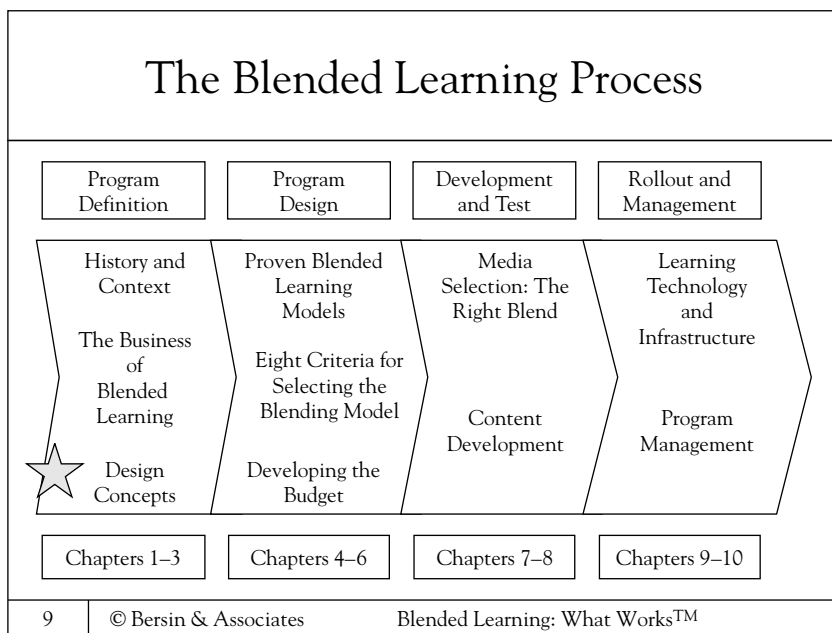 The Blended Learning Process
Program
Definition
Program
Design
Development
and Test
Rollout and
Management
History and
Context
The Business
of
Blended
Learning
Design
Concepts
Proven Blended
Learning
Models
Eight Criteria for
Selecting the
Blending Model
Developing the
Budget
Media
Selection: The
Right Blend
Content
Development
Learning
Technology
and
Infrastructure
Program
Management
Chapters 1–3
Chapters 4–6
Chapters 7–8
Chapters 9–10
9 © Bersin & Associates Blended Learning: What Works™